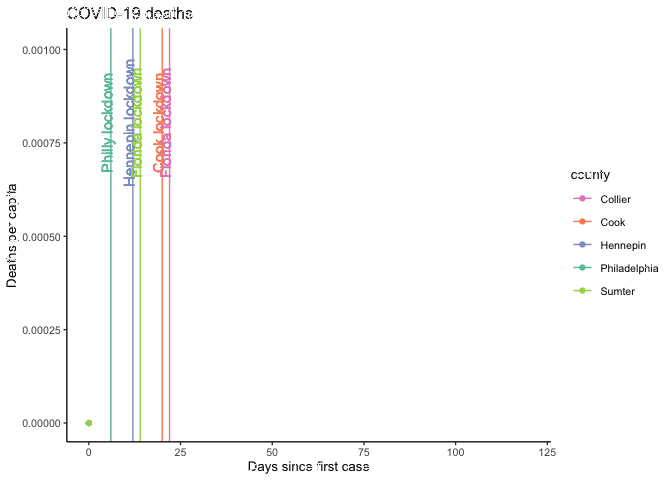 COVID-19 deaths
Deaths per capita
0.00100
0.00075
0.00050
0.00025
0.00000
Philly lockdown
Hennepin lockdown
Florida lockdown
Cook lockdown
Florida lockdown
0
25
50
75
100
125
Days since first case
county
Collier
Cook
Hennepin
Philadelphia
Sumter